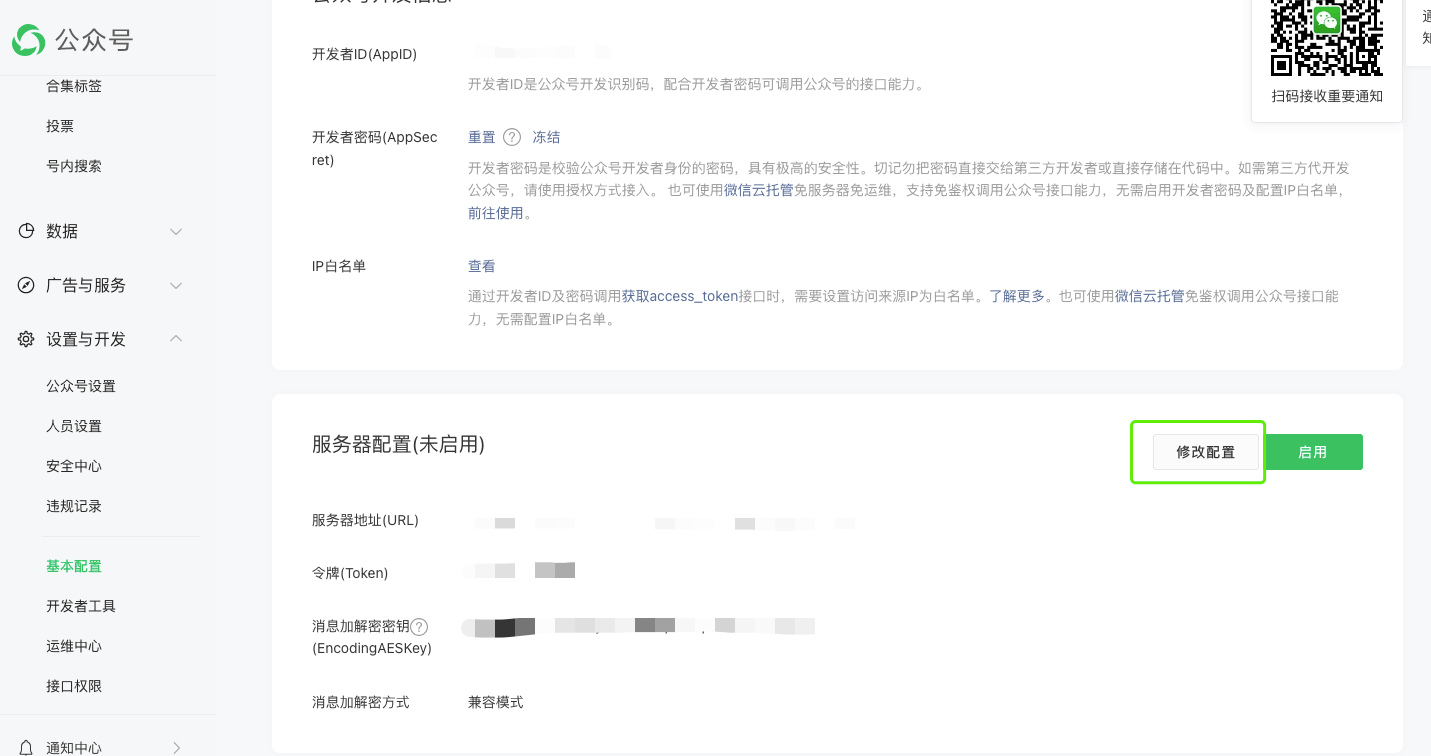 公众号
合集标签
投票
号内搜索
数据
广告与服务
设置与开发
公众号设置
人员设置
安全中心
违规记录
基本配置
开发者工具
运维中心
接口权限
通知中心
公众号开发信息
开发者ID(AppID)
开发者ID是公众号开发识别码，配合开发者密码可调用公众号的接口能力。
开发者密码(AppSec
ret)
重置 ? 冻结
开发者密码是校验公众号开发者身份的密码，具有极高的安全性。切记勿把密码直接交给第三方开发者或直接存储在代码中。如需第三方代开发
公众号，请使用授权方式接入。 也可使用微信云托管免服务器免运维，支持免鉴权调用公众号接口能力，无需启用开发者密码及配置IP白名单，
前往使用。
IP白名单
查看
通过开发者ID及密码调用获取access_token接口时，需要设置访问来源IP为白名单。了解更多。也可使用微信云托管免鉴权调用公众号接口能
力，无需配置IP白名单。
服务器配置(未启用)
修改配置
启用
服务器地址(URL)
令牌(Token)
消息加解密密钥?
(EncodingAESKey)
消息加解密方式
兼容模式
扫码接收重要通知
通
知